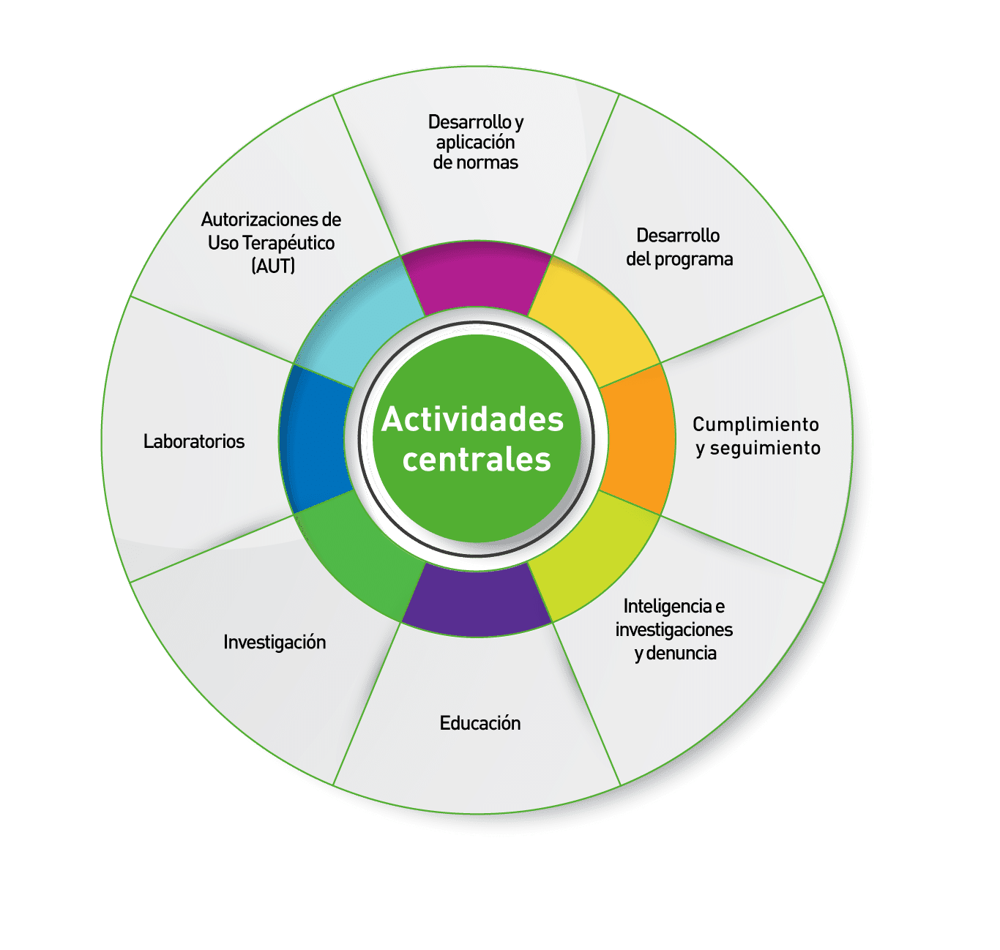 Desarrollo y
aplicación
de normas
Desarrollo
del programa
Cumplimiento
y seguimiento
Inteligencia e
investigaciones
y denuncia
Educación
Investigación
Laboratorios
Autorizaciones de
Uso Terapéutico
(AUT)
Actividades
centrales